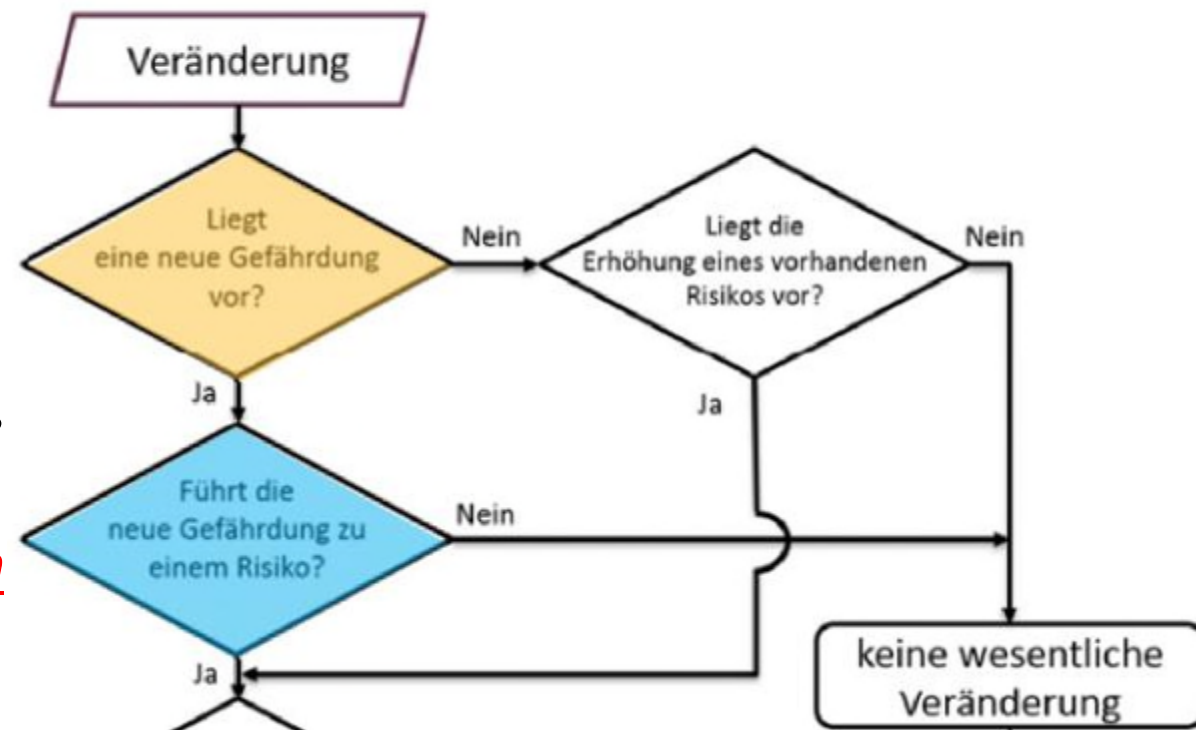 Veränderung
Liegt
eine neue Gefährdung
vor?
Nein
Liegt die
Erhöhung eines vorhandenen
Risikos vor?
Nein
Ja
Ja
Führt die
neue Gefährdung zu
einem Risiko?
Nein
Ja
keine wesentliche
Veränderung